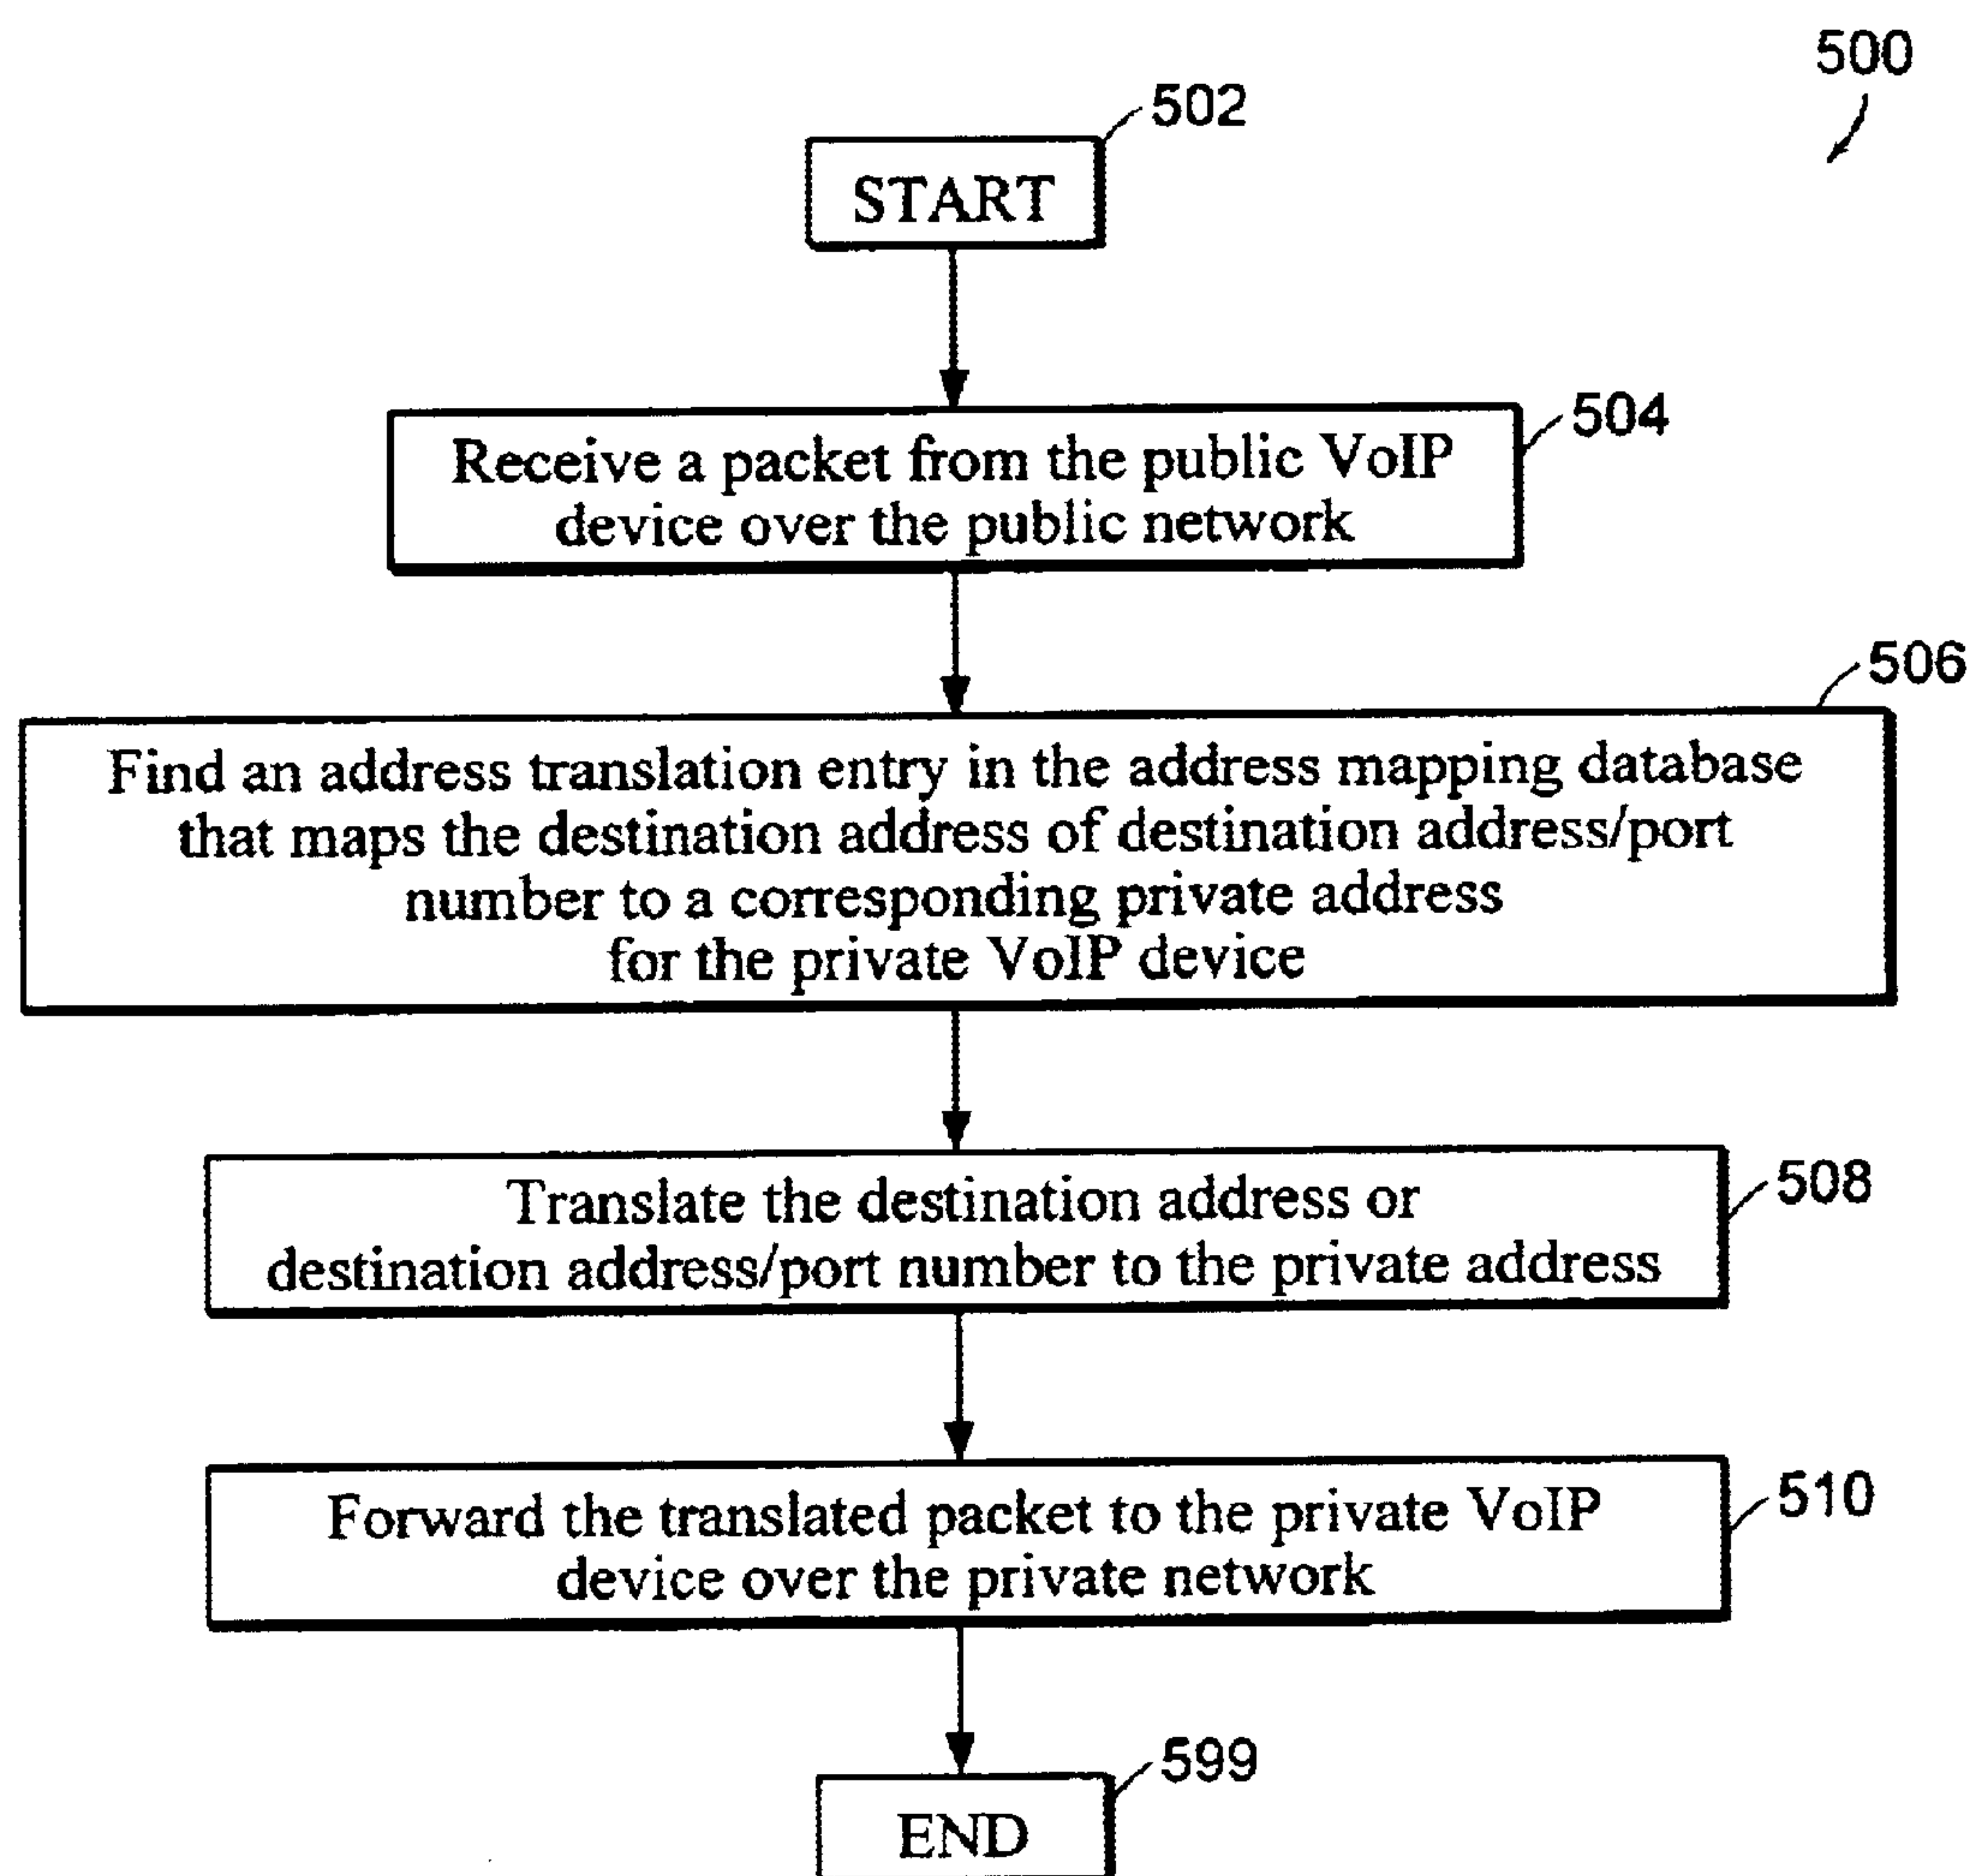 500
502
START
504
Receive a packet from the public VoIP
device over the public network
506
Find an address translation entry in the address mapping database
that maps the destination address of destination address/port
number to a corresponding private address
for the private VoIP device
508
Translate the destination address or
destination address/port number to the private address
510
Forward the translated packet to the private VoIP
device over the private network
599
END